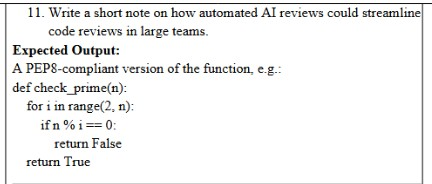 11. Write a short note on how automated AI reviews could streamline
code reviews in large teams.
Expected Output:
A PEP8-compliant version of the function, e.g.:
def check_prime(n):
for i in range(2, n):
if n % i == 0:
return False
return True